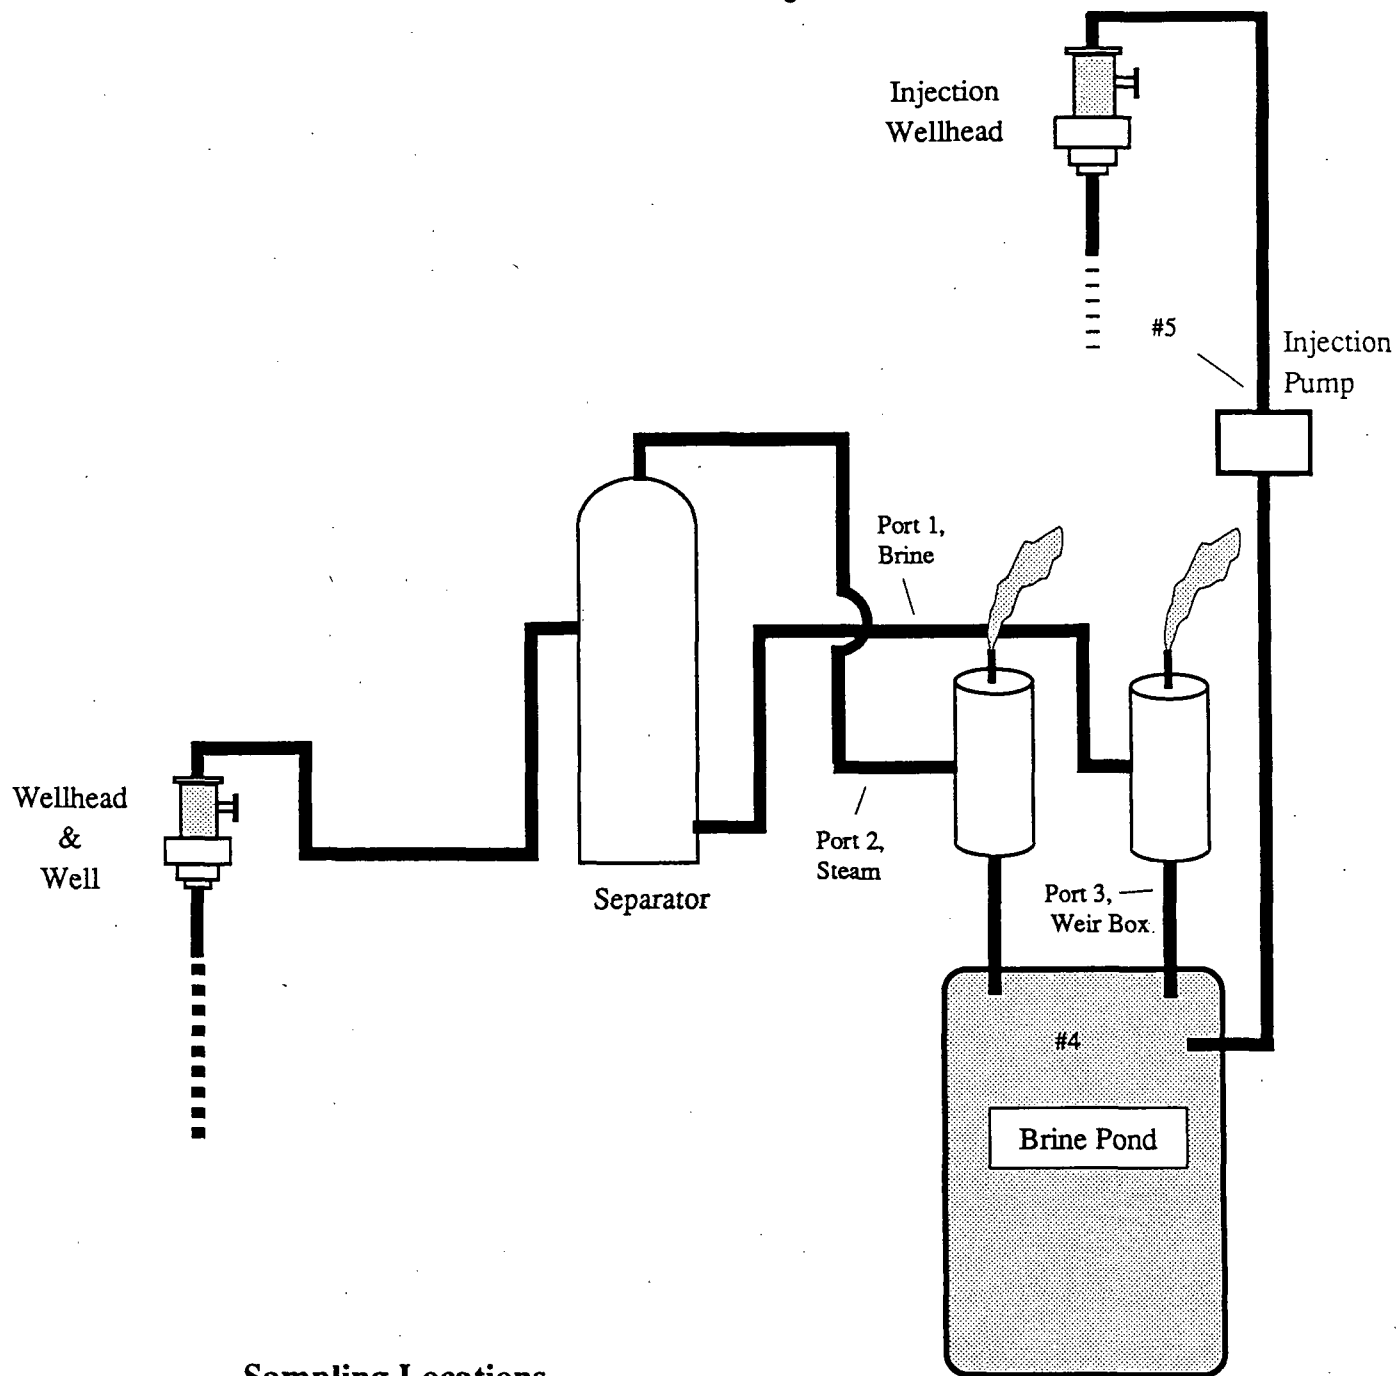 Injection
Wellhead
#5
Injection
Pump
Port 1,
Brine
Wellhead
&
Well
Port 2,
Steam
Separator
Port 3,
Weir Box
#4
Brine Pond
Sampling Locations